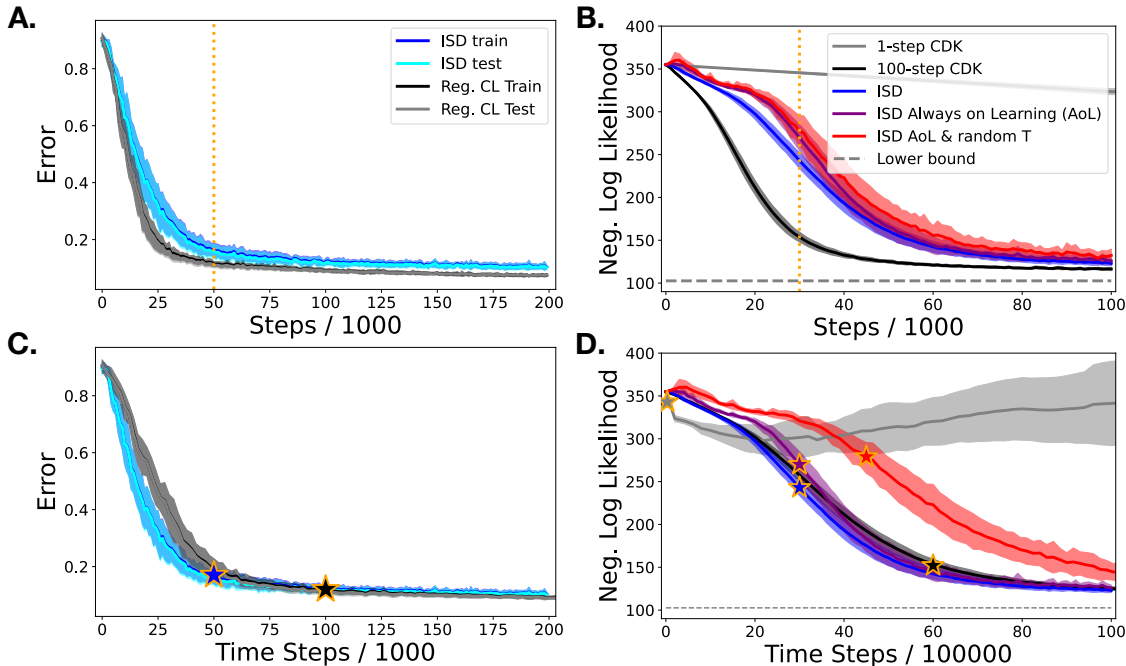 A.
0.8
0.6
0.4
0.2
Error
0 25 50 75 100 125 150 175 200
Steps / 1000
ISD train
ISD test
Reg. CL Train
Reg. CL Test
B.
400
350
300
250
200
150
100
Neg. Log Likelihood
0 20 40 60 80 100
Steps / 1000
1-step CDK
100-step CDK
ISD
ISD Always on Learning (AoL)
ISD AoL & random T
Lower bound
C.
0.8
0.6
0.4
0.2
Error
0 25 50 75 100 125 150 175 200
Time Steps / 1000
D.
400
350
300
250
200
150
100
Neg. Log Likelihood
0 20 40 60 80 100
Time Steps / 100000